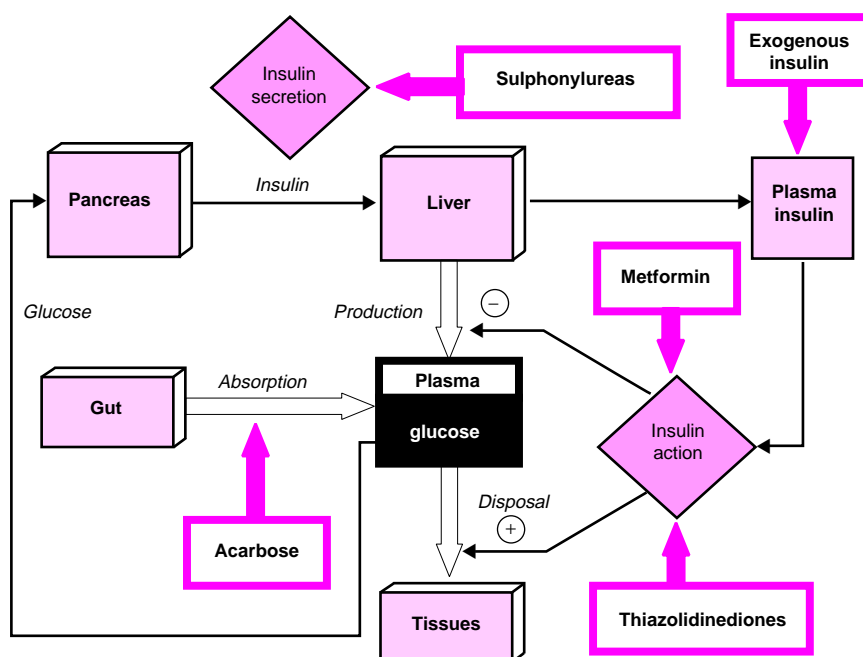 Exogenous
insulin
Insulin
secretion
Sulphonylureas
Pancreas
Insulin
Liver
Plasma
insulin
Metformin
Glucose
Production
−
Absorption
Plasma
Gut
glucose
Insulin
action
Disposal
+
Acarbose
Tissues
Thiazolidinediones